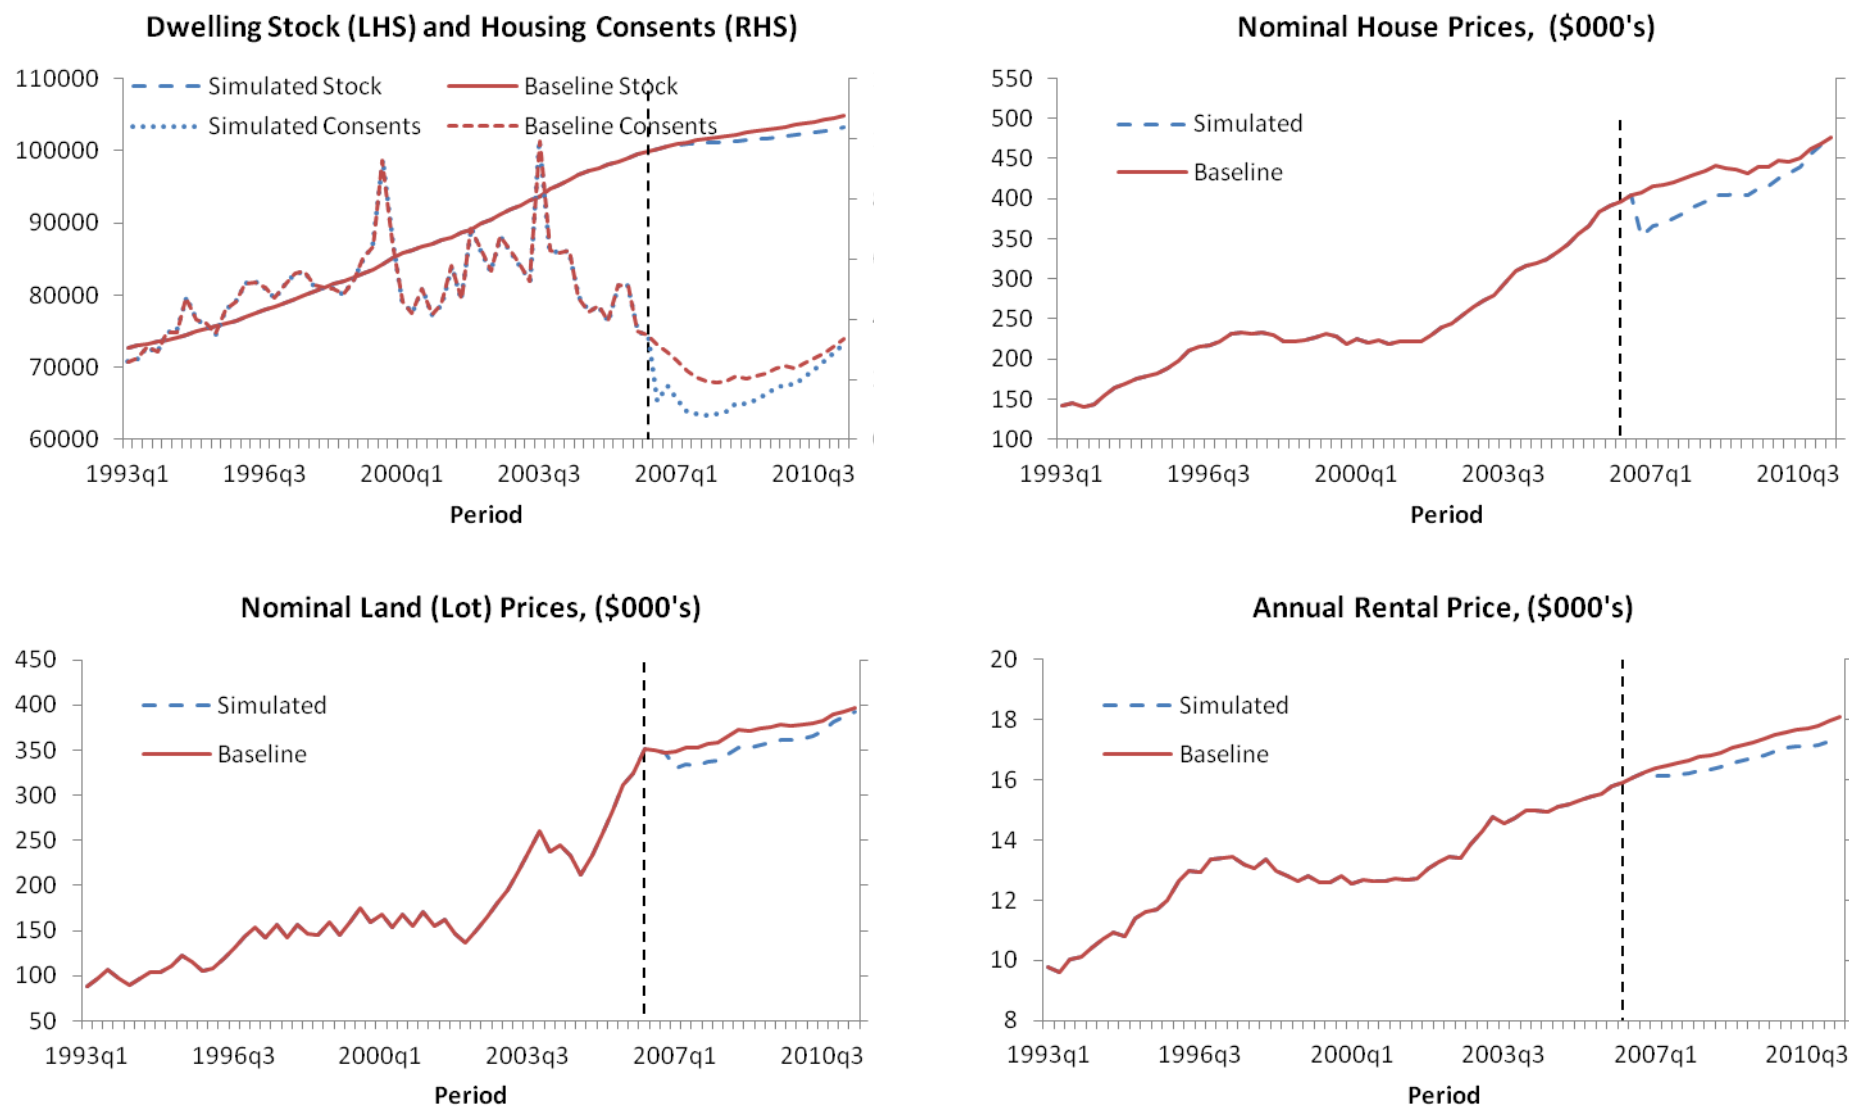 Dwelling Stock (LHS) and Housing Consents (RHS)
110000
100000
90000
80000
70000
60000
Simulated Stock
Baseline Stock
Simulated Consents
Baseline Consents
1993q1 1996q3 2000q1 2003q3 2007q1 2010q3
Period
Nominal House Prices, ($000's)
550
500
450
400
350
300
250
200
150
100
Simulated
Baseline
1993q1 1996q3 2000q1 2003q3 2007q1 2010q3
Period
Nominal Land (Lot) Prices, ($000's)
450
400
350
300
250
200
150
100
50
Simulated
Baseline
1993q1 1996q3 2000q1 2003q3 2007q1 2010q3
Period
Annual Rental Price, ($000's)
20
18
16
14
12
10
8
Simulated
Baseline
1993q1 1996q3 2000q1 2003q3 2007q1 2010q3
Period